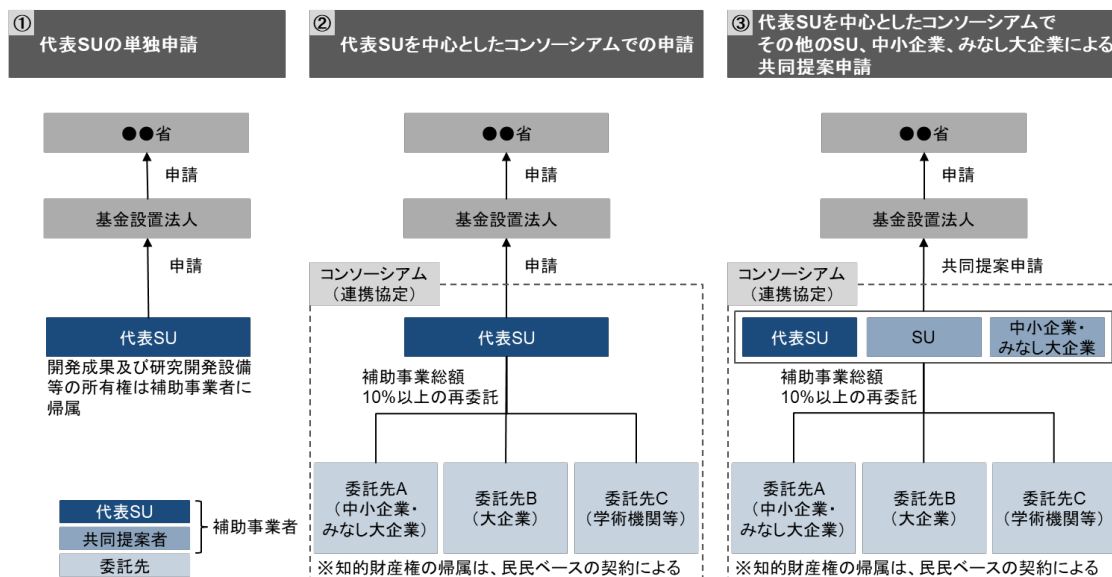 ①
代表SUの単独申請
●●省
申請
基金設置法人
申請
代表SU
開発成果及び研究開発設備
等の所有権は補助事業者に
帰属
代表SU
共同提案者
補助事業者
委託先
②
代表SUを中心としたコンソーシアムでの申請
●●省
申請
基金設置法人
コンソーシアム
（連携協定）
申請
代表SU
補助事業総額
10%以上の再委託
委託先A
（中小企業・
みなし大企業）
委託先B
（大企業）
委託先C
（学術機関等）
※知的財産権の帰属は、民民ベースの契約による
③
代表SUを中心としたコンソーシアムで
その他のSU、中小企業、みなし大企業による
共同提案申請
●●省
申請
基金設置法人
コンソーシアム
（連携協定）
共同提案申請
代表SU
SU
中小企業・
みなし大企業
補助事業総額
10%以上の再委託
委託先A
（中小企業・
みなし大企業）
委託先B
（大企業）
委託先C
（学術機関等）
※知的財産権の帰属は、民民ベースの契約による